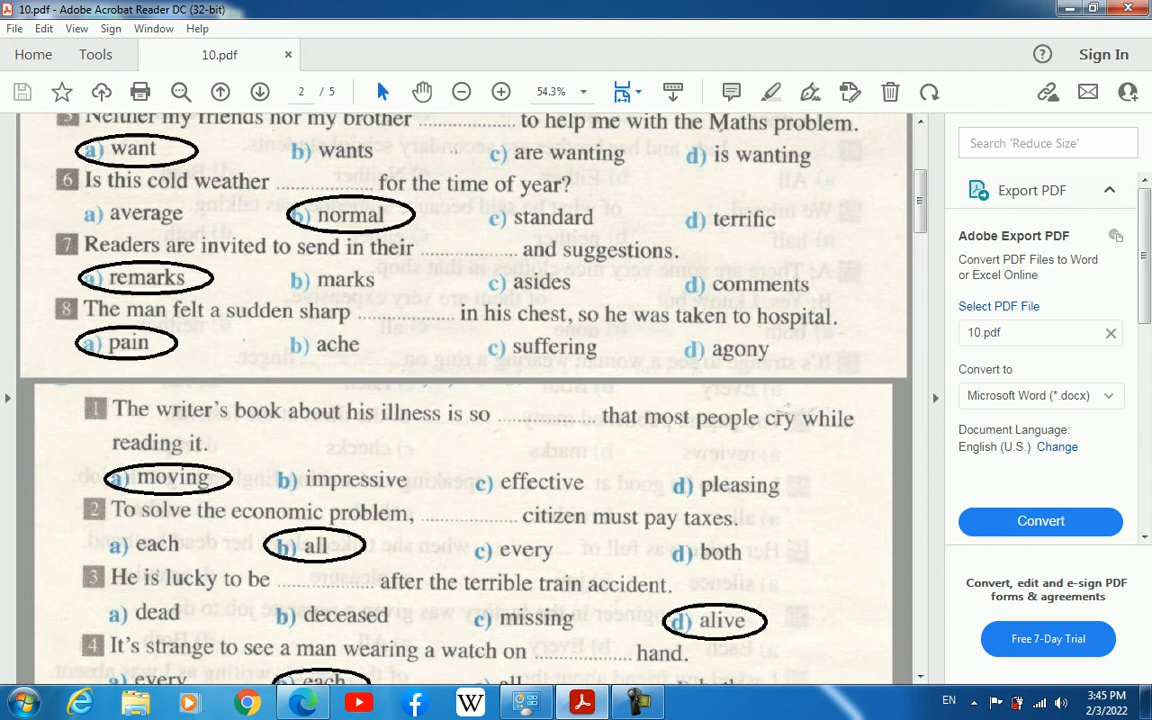 10.pdf - Adobe Acrobat Reader DC (32-bit)
File Edit View Sign Window Help
Home Tools 10.pdf × Sign In
2 / 5 54.3%
5 Neither my friends nor my brother ................ to help me with the Maths problem.
a) want b) wants c) are wanting d) is wanting
6 Is this cold weather ................ for the time of year?
a) average b) normal c) standard d) terrific
7 Readers are invited to send in their ................ and suggestions.
a) remarks b) marks c) asides d) comments
8 The man felt a sudden sharp ................ in his chest, so he was taken to hospital.
a) pain b) ache c) suffering d) agony
1 The writer's book about his illness is so ................ that most people cry while
reading it.
a) moving b) impressive c) effective d) pleasing
2 To solve the economic problem, ................ citizen must pay taxes.
a) each b) all c) every d) both
3 He is lucky to be ................ after the terrible train accident.
a) dead b) deceased c) missing d) alive
4 It's strange to see a man wearing a watch on ................ hand.
a) every b) each c) all
Search 'Reduce Size'
Export PDF
Adobe Export PDF
Convert PDF Files to Word
or Excel Online
Select PDF File
10.pdf
Convert to
Microsoft Word (*.docx)
Document Language:
English (U.S.) Change
Convert
Convert, edit and e-sign PDF
forms & agreements
Free 7-Day Trial
EN
3:45 PM
2/3/2022